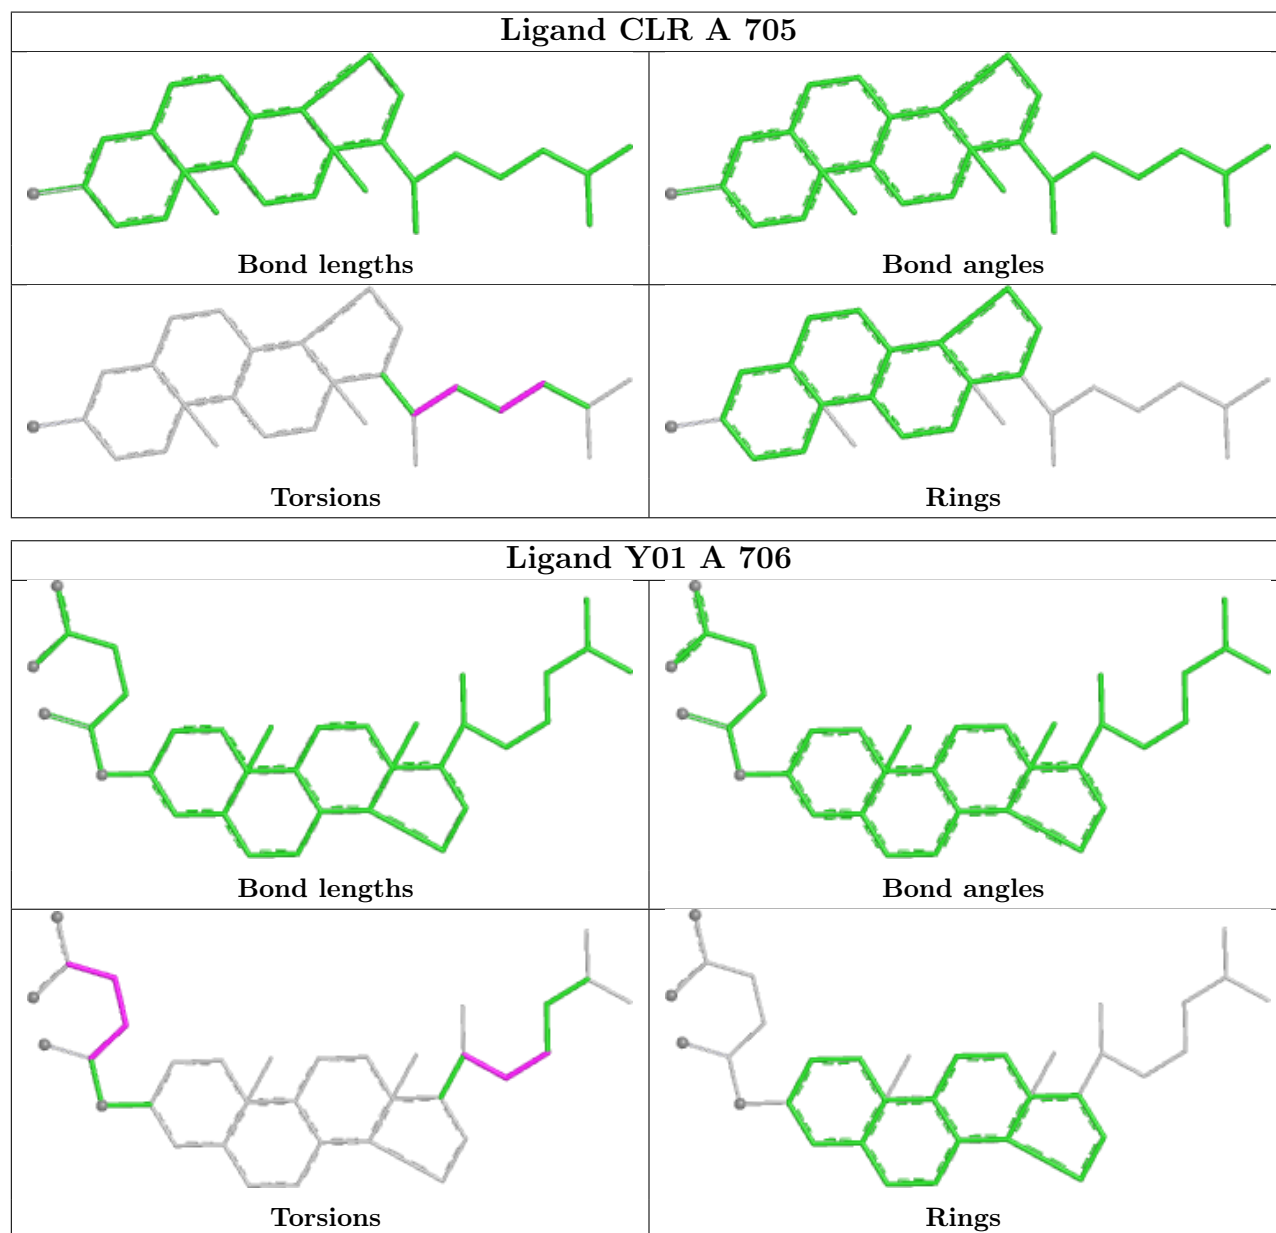 Ligand CLR A 705
Bond lengths
Bond angles
Torsions
Rings
Ligand Y01 A 706
Bond lengths
Bond angles
Torsions
Rings